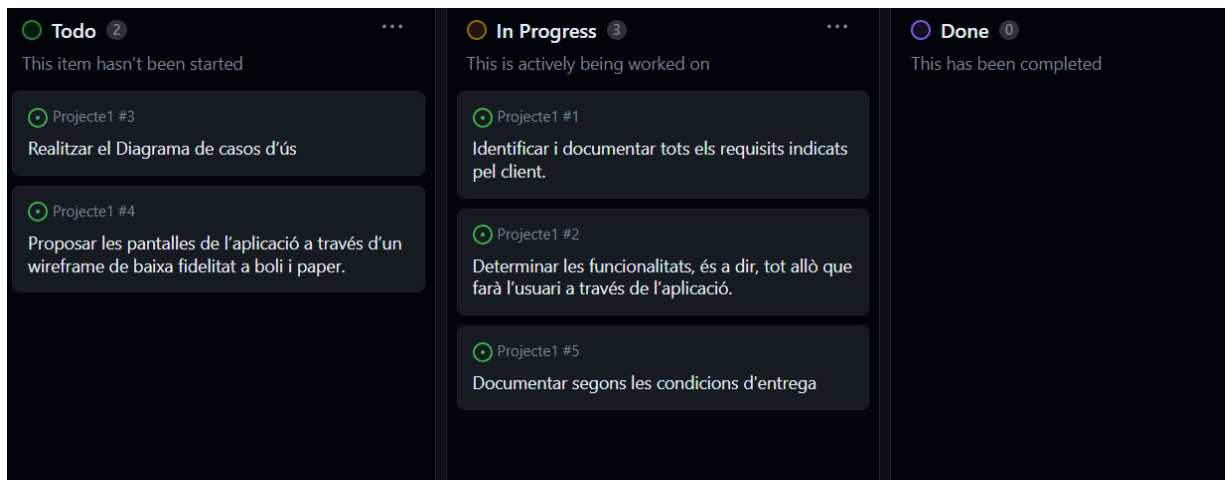 Todo 2
This item hasn't been started
Projecte1 #3
Realitzar el Diagrama de casos d’ús
Projecte1 #4
Proposar les pantalles de l’aplicació a través d’un
wireframe de baixa fidelitat a boli i paper.
In Progress 3
This is actively being worked on
Projecte1 #1
Identificar i documentar tots els requisits indicats
pel client.
Projecte1 #2
Determinar les funcionalitats, és a dir, tot allò que
farà l’usuari a través de l’aplicació.
Projecte1 #5
Documentar segons les condicions d'entrega
Done 0
This has been completed